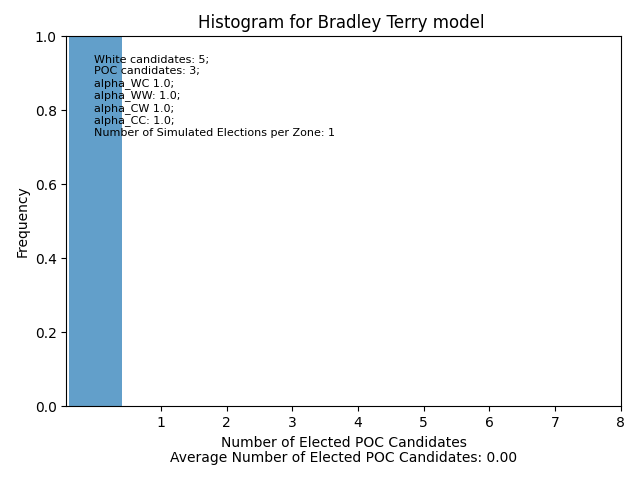 Histogram for Bradley Terry model
1.0
0.8
0.6
0.4
0.2
0.0
Frequency
White candidates: 5;
POC candidates: 3;
alpha_WC 1.0;
alpha_WW: 1.0;
alpha_CW 1.0;
alpha_CC: 1.0;
Number of Simulated Elections per Zone: 1
1 2 3 4 5 6 7 8
Number of Elected POC Candidates
Average Number of Elected POC Candidates: 0.00